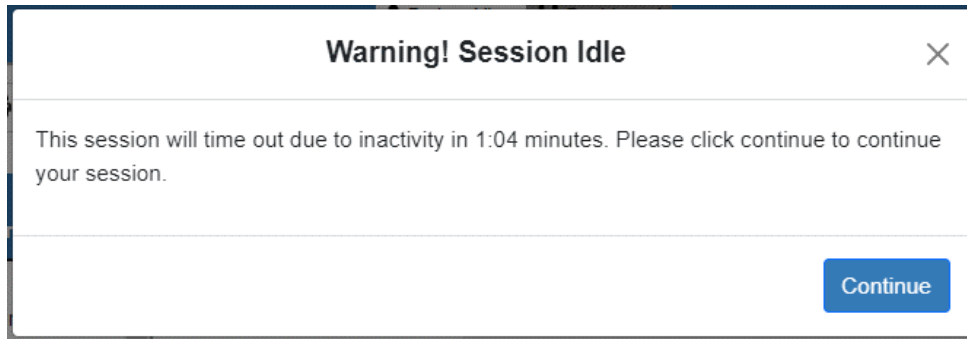 Warning! Session Idle
This session will time out due to inactivity in 1:04 minutes. Please click continue to continue
your session.
Continue